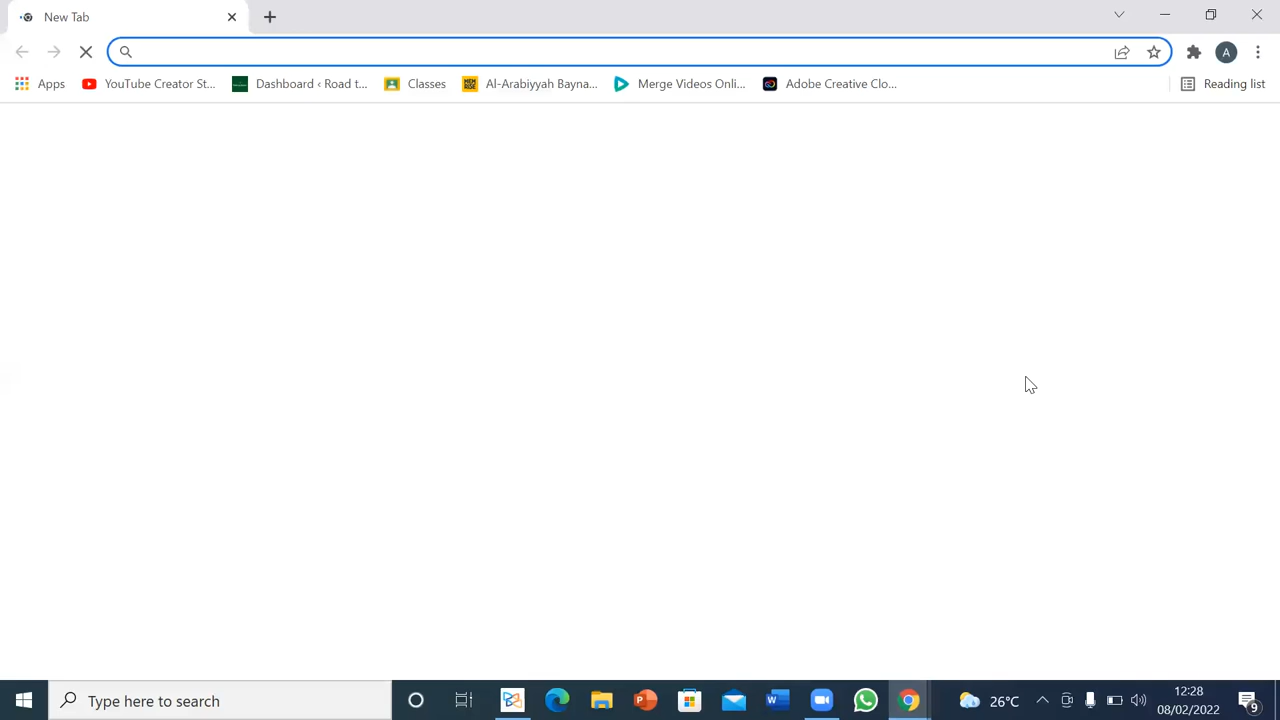 New Tab
A
Apps YouTube Creator St... Dashboard ‹ Road t... Classes Al-Arabiyyah Bayna... Merge Videos Onli... Adobe Creative Clo... Reading list
Type here to search 26°C 12:28
08/02/2022 9